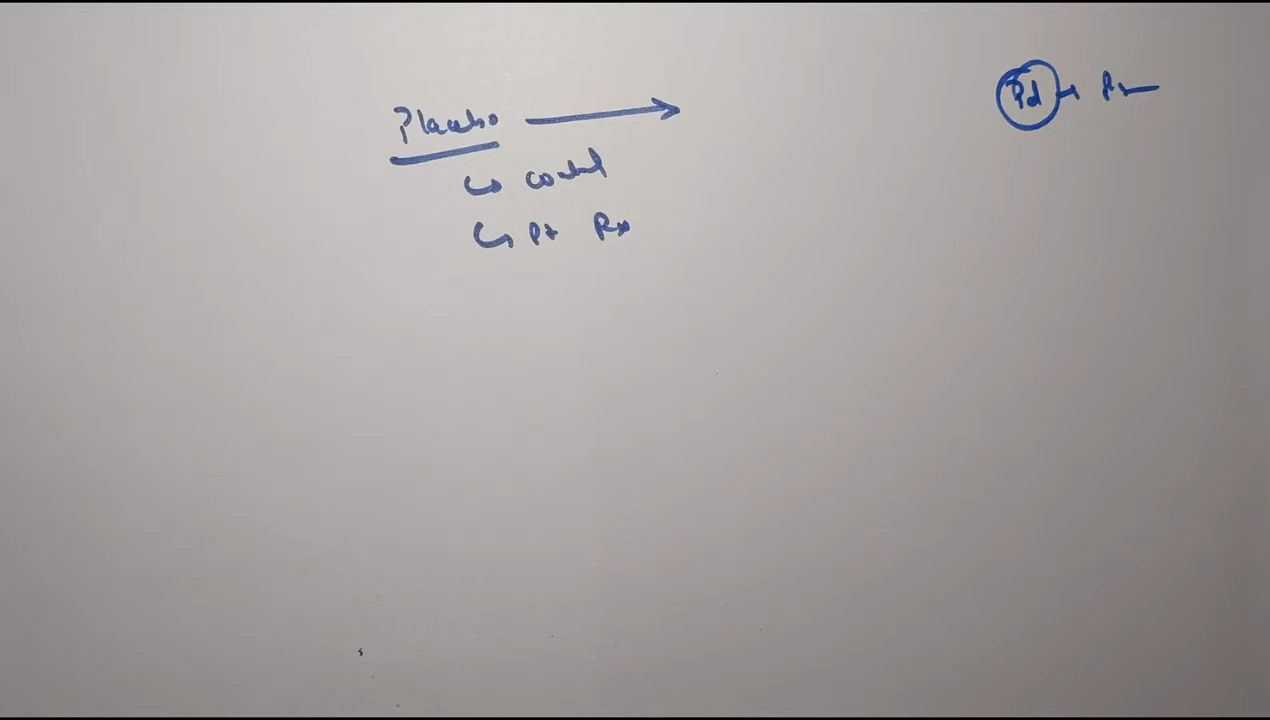 Placebo →
↳ control
↳ Pt Rx
Pd →